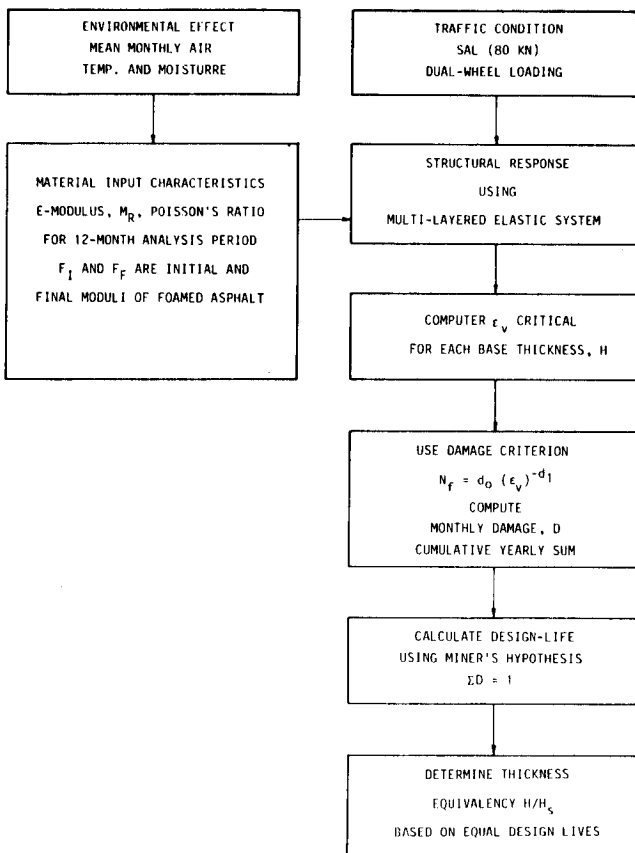 ENVIRONMENTAL EFFECT
MEAN MONTHLY AIR
TEMP. AND MOISTURRE
TRAFFIC CONDITION
SAL (80 KN)
DUAL-WHEEL LOADING
MATERIAL INPUT CHARACTERISTICS
E-MODULUS, M_R, POISSON'S RATIO
FOR 12-MONTH ANALYSIS PERIOD
F_I AND F_F ARE INITIAL AND
FINAL MODULI OF FOAMED ASPHALT
STRUCTURAL RESPONSE
USING
MULTI-LAYERED ELASTIC SYSTEM
COMPUTER ε_v CRITICAL
FOR EACH BASE THICKNESS, H
USE DAMAGE CRITERION
N_f = d_o (ε_v)^-d1
COMPUTE
MONTHLY DAMAGE, D
CUMULATIVE YEARLY SUM
CALCULATE DESIGN-LIFE
USING MINER'S HYPOTHESIS
ΣD = 1
DETERMINE THICKNESS
EQUIVALENCY H/H_s
BASED ON EQUAL DESIGN LIVES